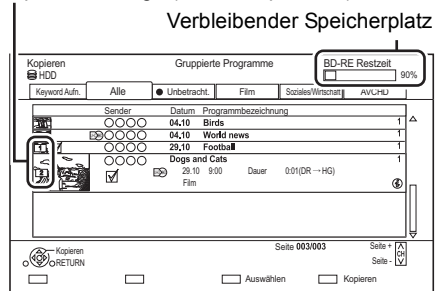 Verbleibender Speicherplatz
Kopieren Gruppierte Programme BD-RE Restzeit
HDD 90%
Keyword Aufn. Alle Unbetracht. Film Soziales/Wirtschaft AVCHD
Sender Datum Programmbezeichnung
04.10 Birds 1
04.10 World news 1
1 29.10 Football 1
Dogs and Cats 1
2 29.10 9:00 Dauer 0:01(DR → HG)
Film
Seite 003/003
Kopieren Seite +
CH
RETURN Seite -
Auswählen Kopieren